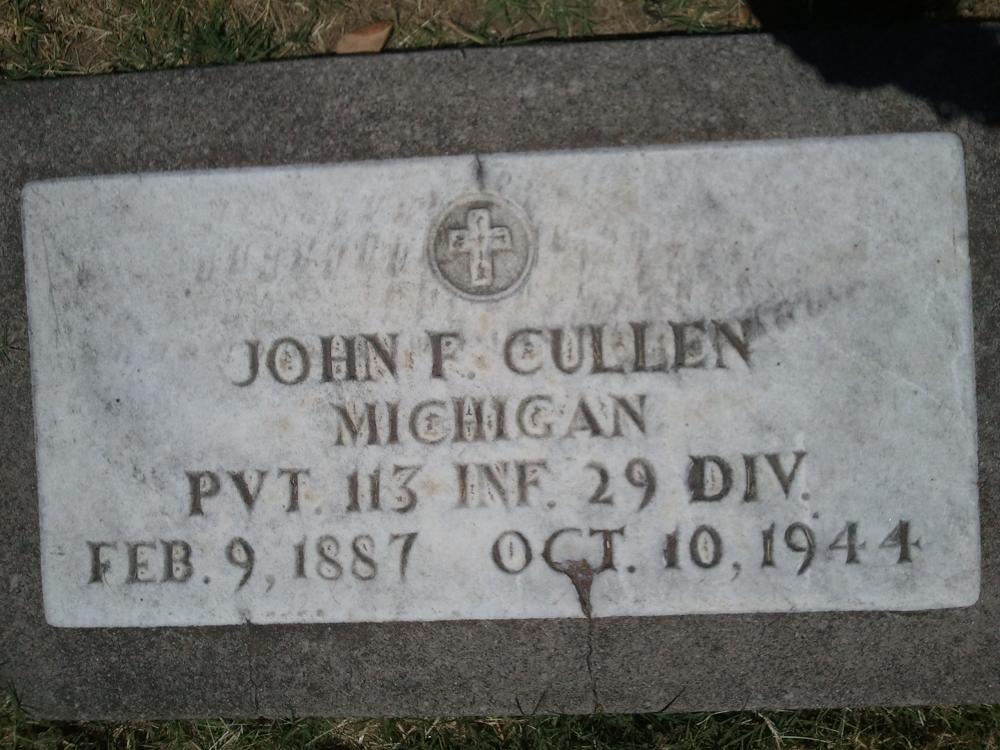 JOHN F. CULLEN
MICHIGAN
PVT. 113 INF. 29 DIV.
FEB. 9, 1887 OCT. 10, 1944